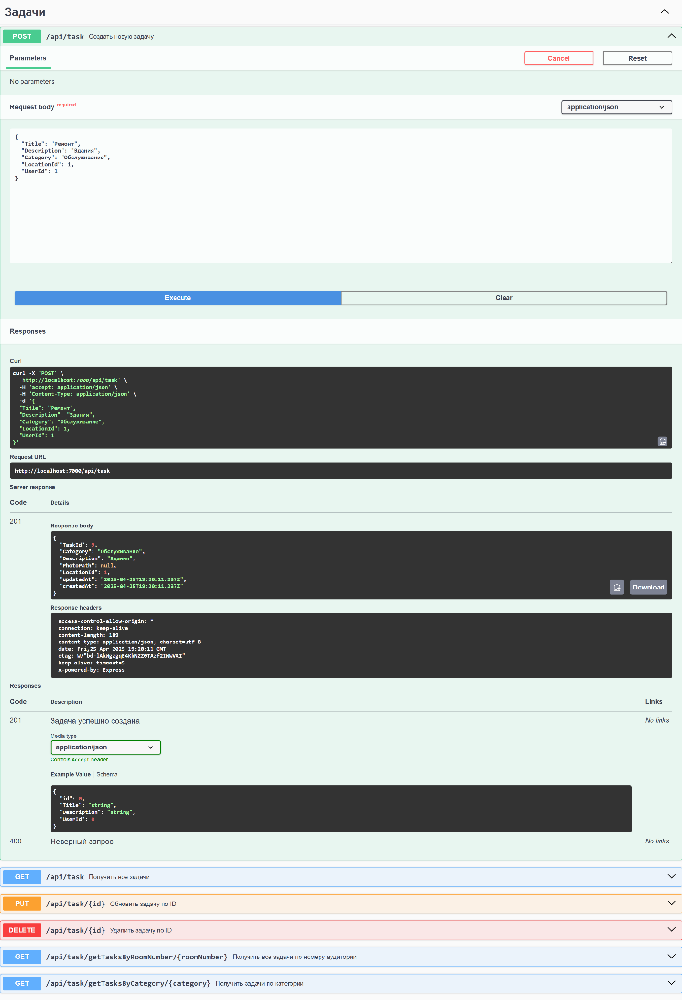 Задачи
POST /api/task Создать новую задачу
Parameters
Cancel
Reset
No parameters
Request body required
application/json
{
"Title": "Ремонт",
"Description": "Здания",
"Category": "Обслуживание",
"LocationId": 1,
"UserId": 1
}
Execute
Clear
Responses
Curl
curl -X 'POST' \
'http://localhost:7000/api/task' \
-H 'accept: application/json' \
-H 'Content-Type: application/json' \
-d '{
"Title": "Ремонт",
"Description": "Здания",
"Category": "Обслуживание",
"LocationId": 1,
"UserId": 1
}'
Request URL
http://localhost:7000/api/task
Server response
Code Details
201
Response body
{
"TaskId": 9,
"Category": "Обслуживание",
"Description": "Здания",
"PhotoPath": null,
"LocationId": 1,
"updatedAt": "2025-04-25T19:20:11.237Z",
"createdAt": "2025-04-25T19:20:11.237Z"
}
Download
Response headers
access-control-allow-origin: *
connection: keep-alive
content-length: 189
content-type: application/json; charset=utf-8
date: Fri,25 Apr 2025 19:20:11 GMT
etag: W/"bd-lAkWgzgqE4KkNZZ0TAzf2IWWVXI"
keep-alive: timeout=5
x-powered-by: Express
Responses
Code Description Links
201 Задача успешно создана No links
Media type
application/json
Controls Accept header.
Example Value Schema
{
"id": 0,
"Title": "string",
"Description": "string",
"UserId": 0
}
400 Неверный запрос No links
GET /api/task Получить все задачи
PUT /api/task/{id} Обновить задачу по ID
DELETE /api/task/{id} Удалить задачу по ID
GET /api/task/getTasksByRoomNumber/{roomNumber} Получить все задачи по номеру аудитории
GET /api/task/getTasksByCategory/{category} Получить задачи по категории